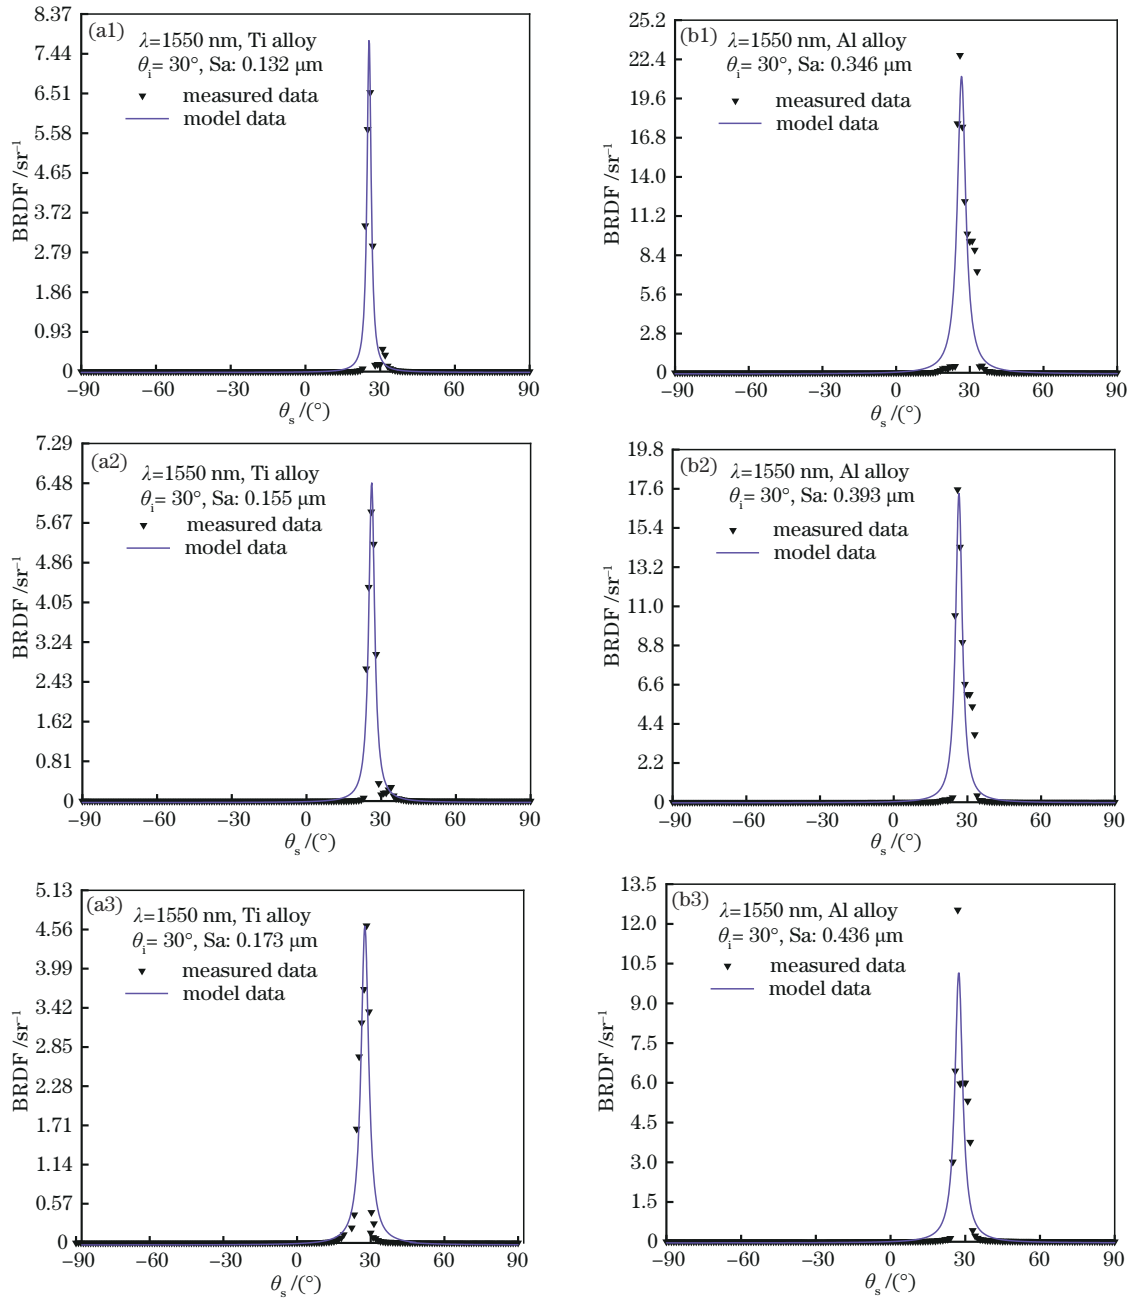 (a1)
λ=1550 nm, Ti alloy
θi= 30°, Sa: 0.132 μm
measured data
model data
BRDF /sr⁻¹
8.37
7.44
6.51
5.58
4.65
3.72
2.79
1.86
0.93
0
−90 −60 −30 0 30 60 90
θs /(°)
(b1)
λ=1550 nm, Al alloy
θi= 30°, Sa: 0.346 μm
measured data
model data
BRDF /sr⁻¹
25.2
22.4
19.6
16.8
14.0
11.2
8.4
5.6
2.8
0
−90 −60 −30 0 30 60 90
θs /(°)
(a2)
λ=1550 nm, Ti alloy
θi= 30°, Sa: 0.155 μm
measured data
model data
BRDF /sr⁻¹
7.29
6.48
5.67
4.86
4.05
3.24
2.43
1.62
0.81
0
−90 −60 −30 0 30 60 90
θs /(°)
(b2)
λ=1550 nm, Al alloy
θi= 30°, Sa: 0.393 μm
measured data
model data
BRDF /sr⁻¹
19.8
17.6
15.4
13.2
11.0
8.8
6.6
4.4
2.2
0
−90 −60 −30 0 30 60 90
θs /(°)
(a3)
λ=1550 nm, Ti alloy
θi= 30°, Sa: 0.173 μm
measured data
model data
BRDF /sr⁻¹
5.13
4.56
3.99
3.42
2.85
2.28
1.71
1.14
0.57
0
−90 −60 −30 0 30 60 90
θs /(°)
(b3)
λ=1550 nm, Al alloy
θi= 30°, Sa: 0.436 μm
measured data
model data
BRDF /sr⁻¹
13.5
12.0
10.5
9.0
7.5
6.0
4.5
3.0
1.5
0
−90 −60 −30 0 30 60 90
θs /(°)